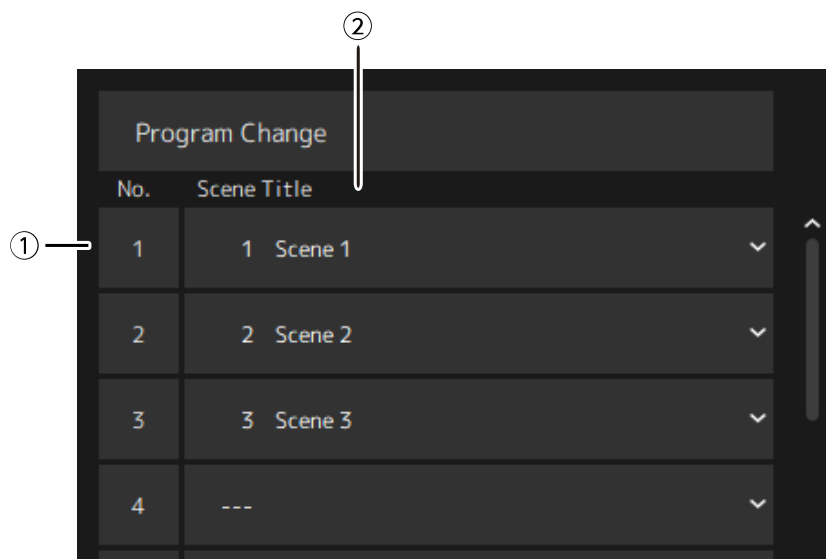 ②
Program Change
No. Scene Title
① 1 1 Scene 1
2 2 Scene 2
3 3 Scene 3
4 ---